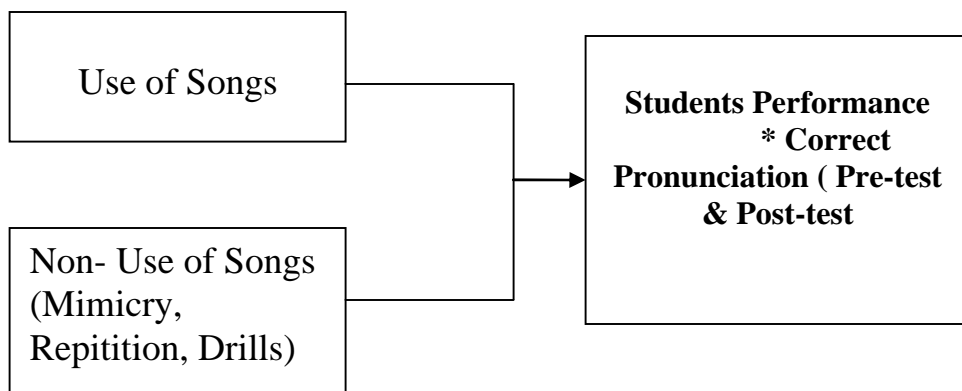 Use of Songs
Non- Use of Songs
(Mimicry,
Repitition, Drills)
Students Performance
* Correct
Pronunciation ( Pre-test
& Post-test